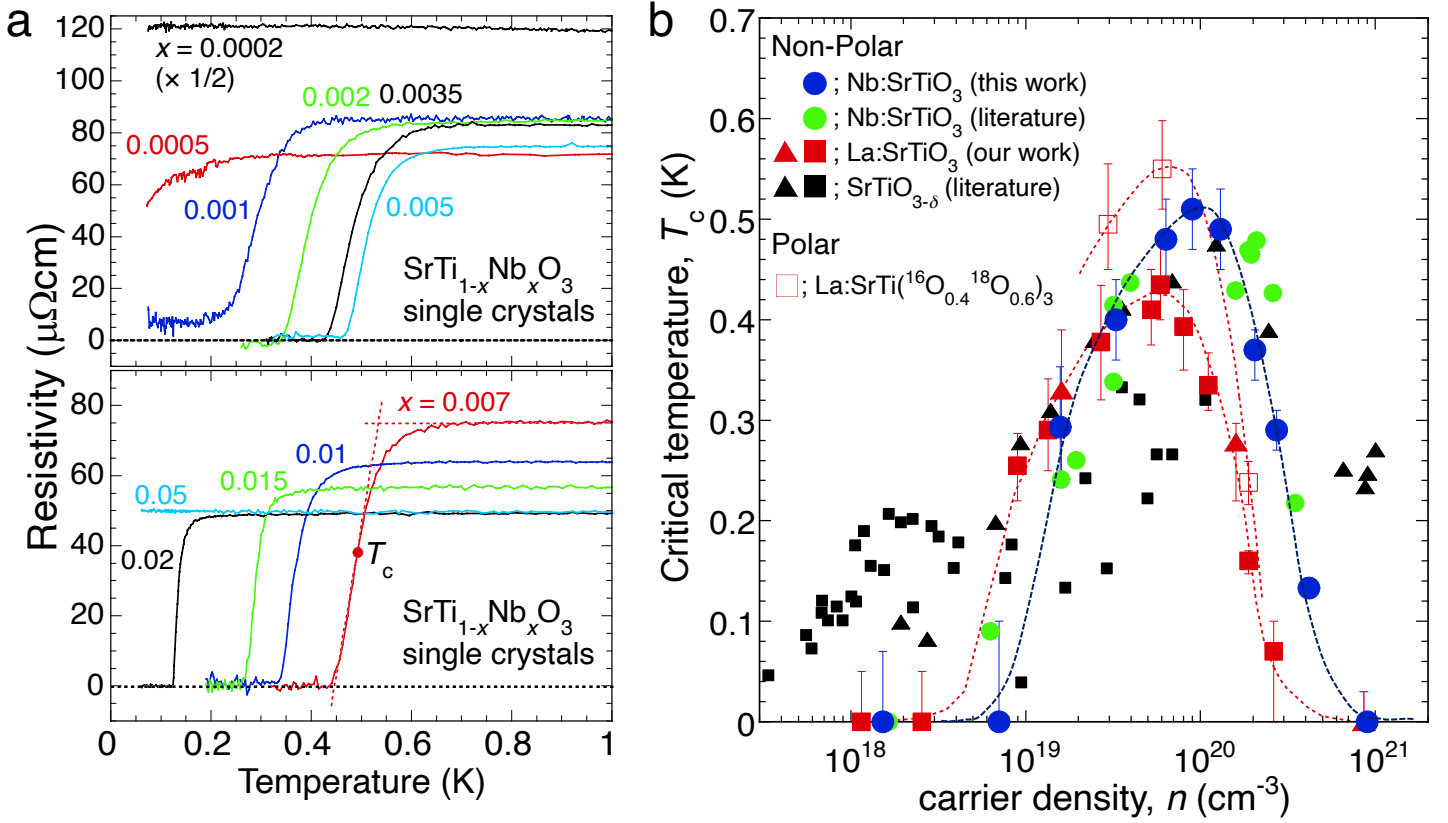 a
120
100
80
60
40
20
0
x = 0.0002
(× 1/2)
0.002
0.0035
0.0005
0.001
0.005
SrTi1-xNbxO3
single crystals
Resistivity (μΩcm)
80
60
40
20
0
x = 0.007
0.01
0.015
0.05
0.02
Tc
SrTi1-xNbxO3
single crystals
0 0.2 0.4 0.6 0.8 1
Temperature (K)
b
0.7
0.6
0.5
0.4
0.3
0.2
0.1
0
Critical temperature, Tc (K)
Non-Polar
; Nb:SrTiO3 (this work)
; Nb:SrTiO3 (literature)
; La:SrTiO3 (our work)
; SrTiO3-δ (literature)
Polar
; La:SrTi(16O0.4 18O0.6)3
10^18 10^19 10^20 10^21
carrier density, n (cm-3)